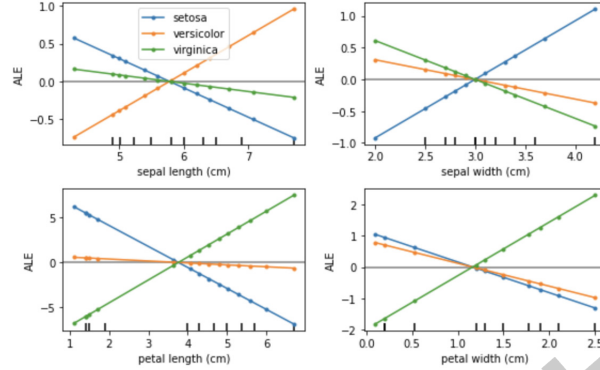 1.0
0.5
0.0
−0.5
ALE
setosa
versicolor
virginica
5 6 7
sepal length (cm)
1.0
0.5
0.0
−0.5
−1.0
ALE
2.0 2.5 3.0 3.5 4.0
sepal width (cm)
5
0
−5
ALE
1 2 3 4 5 6
petal length (cm)
2
1
0
−1
−2
ALE
0.0 0.5 1.0 1.5 2.0 2.5
petal width (cm)